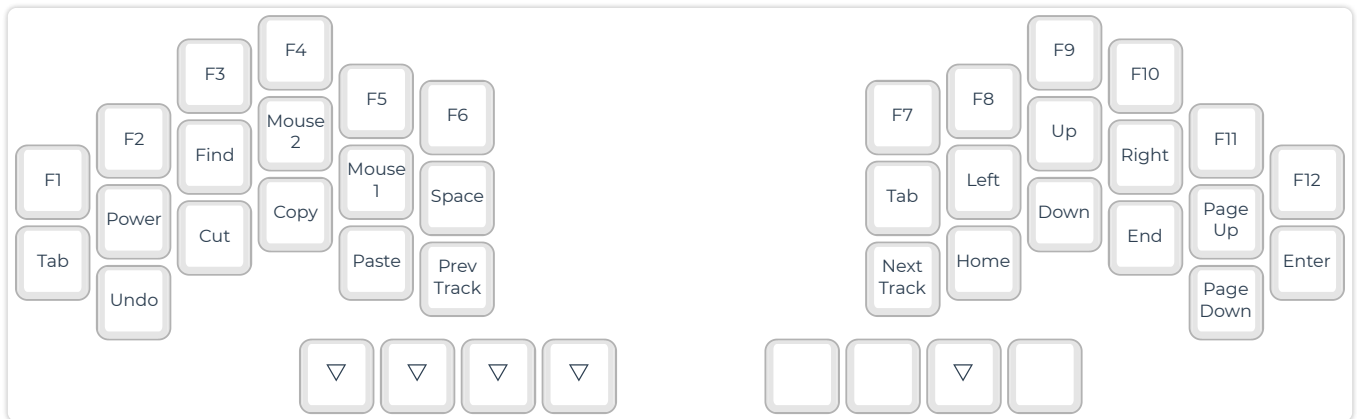 F1
Tab
F2
Power
Undo
F3
Find
Cut
F4
Mouse
2
Copy
F5
Mouse
1
Paste
F6
Space
Prev
Track
F7
Tab
Next
Track
F8
Left
Home
F9
Up
Down
F10
Right
End
F11
Page
Up
Page
Down
F12
Enter
▽ ▽ ▽ ▽ ▽